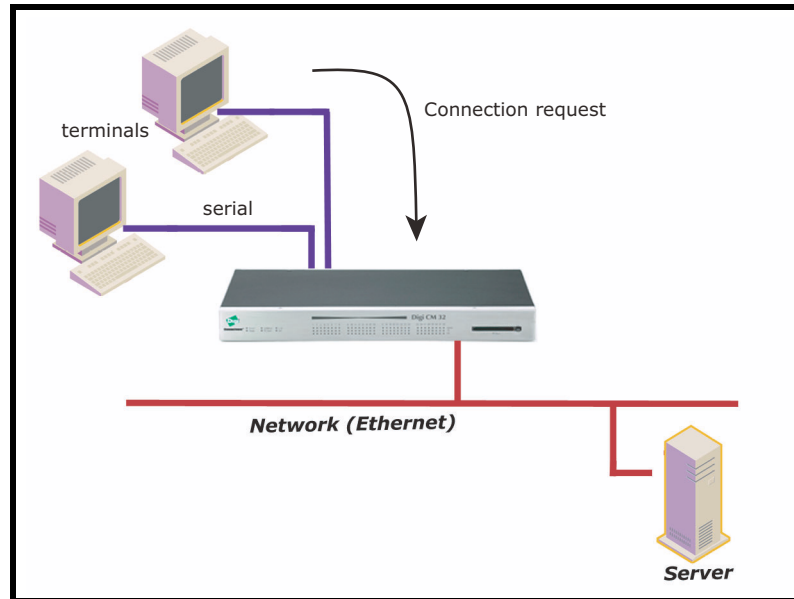 Connection request
terminals
serial
Digi CM 32
Network (Ethernet)
Server